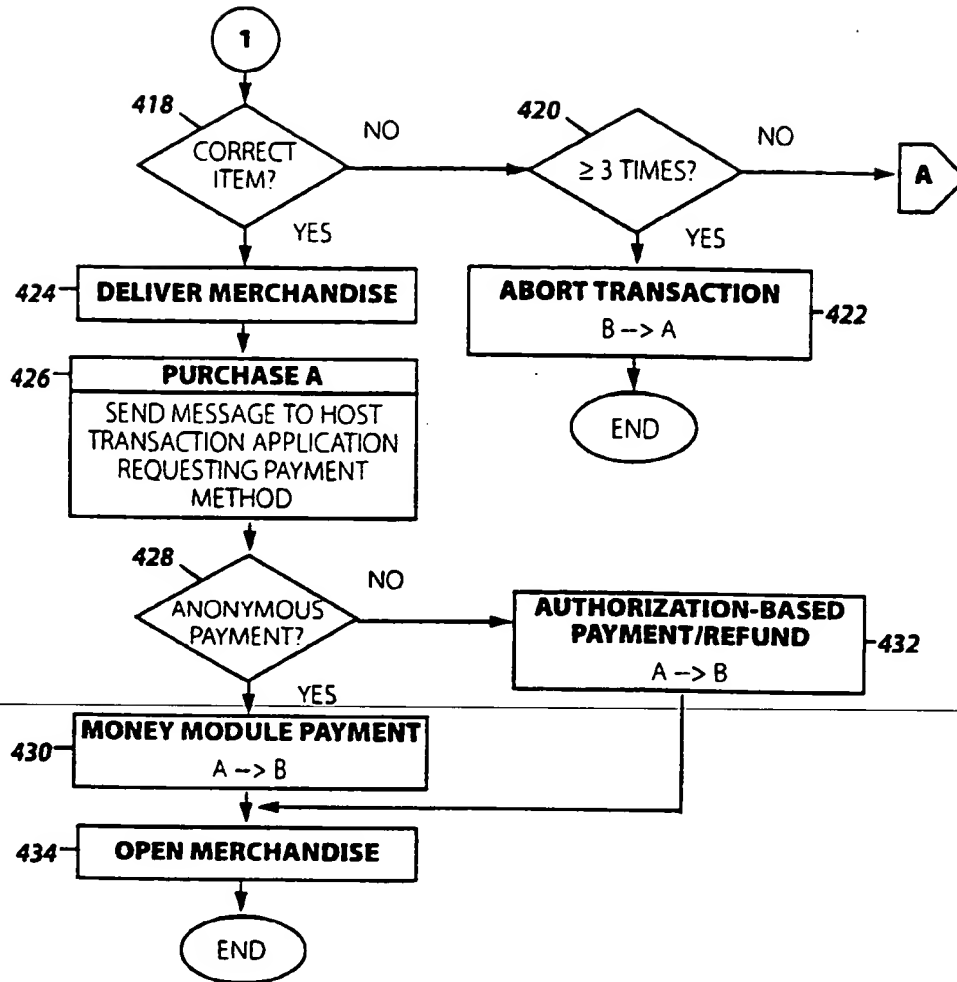 1
418
CORRECT
ITEM?
NO
420
≥ 3 TIMES?
NO
A
YES
YES
424
DELIVER MERCHANDISE
ABORT TRANSACTION
B --> A
422
426
PURCHASE A
SEND MESSAGE TO HOST
TRANSACTION APPLICATION
REQUESTING PAYMENT
METHOD
END
428
ANONYMOUS
PAYMENT?
NO
AUTHORIZATION-BASED
PAYMENT/REFUND
A --> B
432
YES
430
MONEY MODULE PAYMENT
A --> B
434
OPEN MERCHANDISE
END